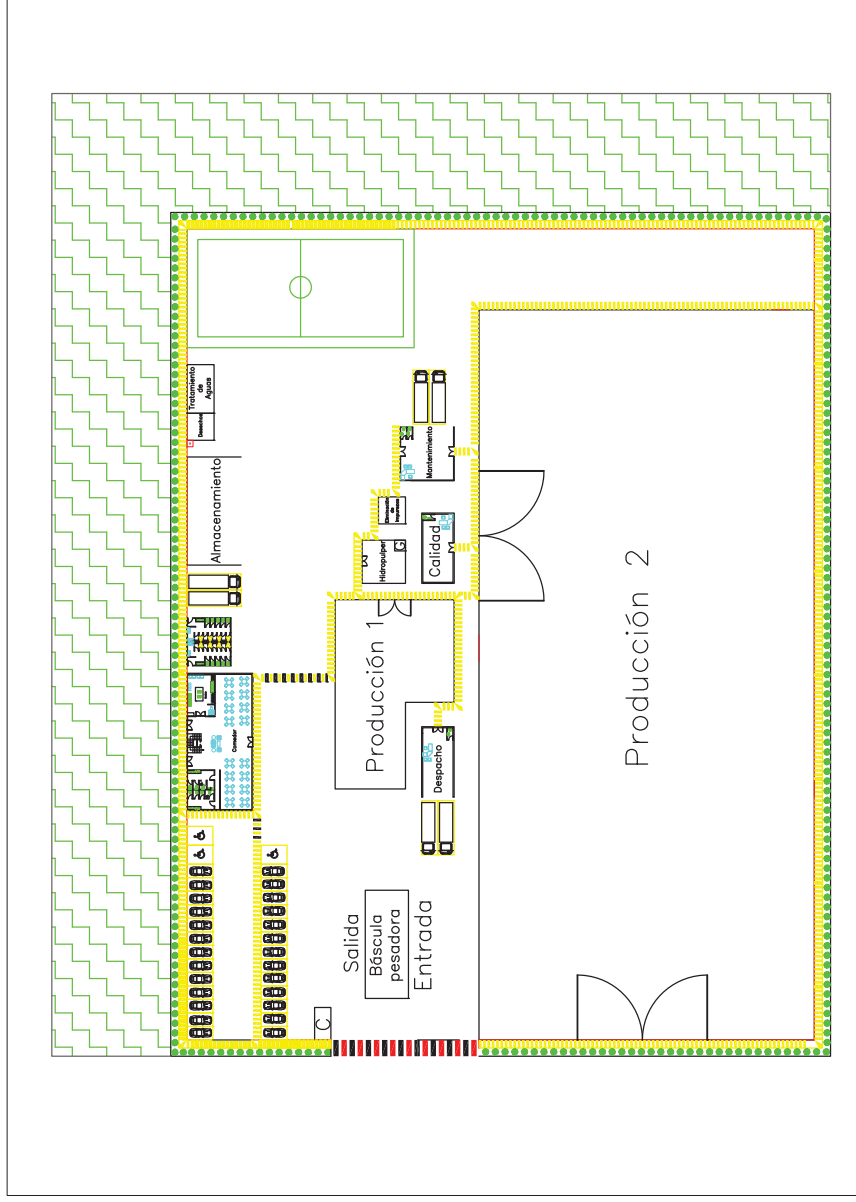 Tratamiento
de
Aguas
Desechos
Almacenamiento
Mantenimiento
Eliminación
de
Impurezas
Hidropulper
G
Calidad
Comedor
Producción 1
Despacho
Producción 2
Salida
Báscula
pesadora
Entrada
C